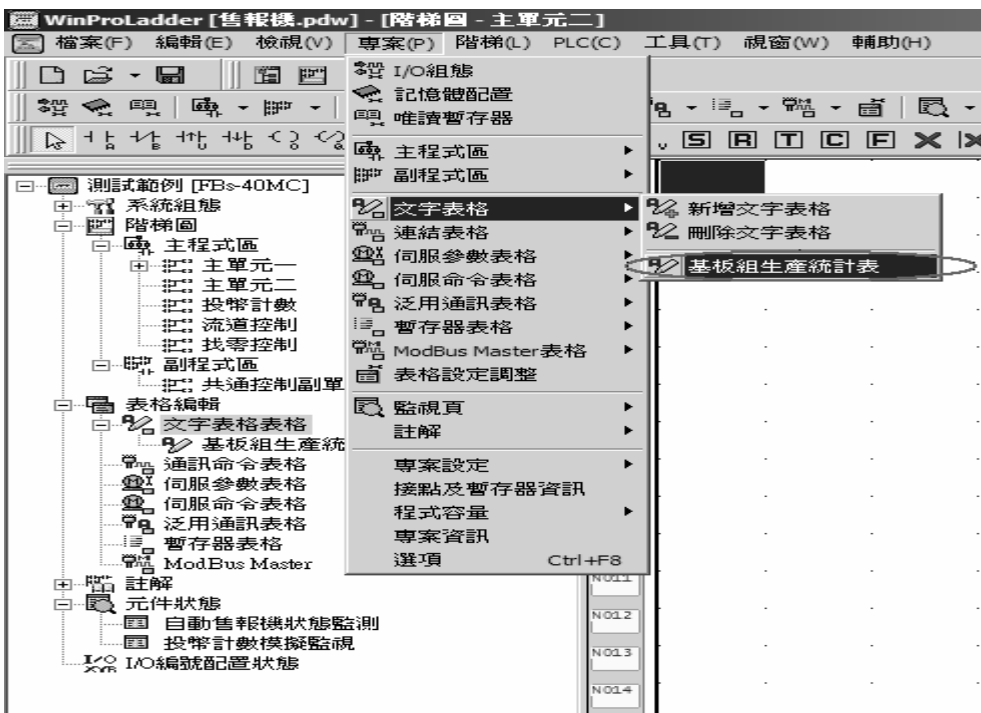 WinProLadder [售報機.pdw] - [階梯圖 - 主單元二]
檔案(F) 編輯(E) 檢視(V) 專案(P) 階梯(L) PLC(C) 工具(T) 視窗(W) 輔助(H)
I/O組態
記憶體配置
唯讀暫存器
主程式區
副程式區
文字表格
連結表格
伺服參數表格
伺服命令表格
泛用通訊表格
暫存器表格
ModBus Master表格
表格設定調整
監視頁
註解
專案設定
接點及暫存器資訊
程式容量
專案資訊
選項 Ctrl+F8
新增文字表格
刪除文字表格
基板組生產統計表
S R T C F
測試範例 [FBs-40MC]
系統組態
階梯圖
主程式區
主單元一
主單元二
投幣計數
流道控制
找零控制
副程式區
共通控制副單
表格編輯
文字表格表格
基板組生產統
通訊命令表格
伺服參數表格
伺服命令表格
泛用通訊表格
暫存器表格
ModBus Master
註解
元件狀態
自動售報機狀態監測
投幣計數模擬監視
I/O編號配置狀態
N011
N012
N013
N014